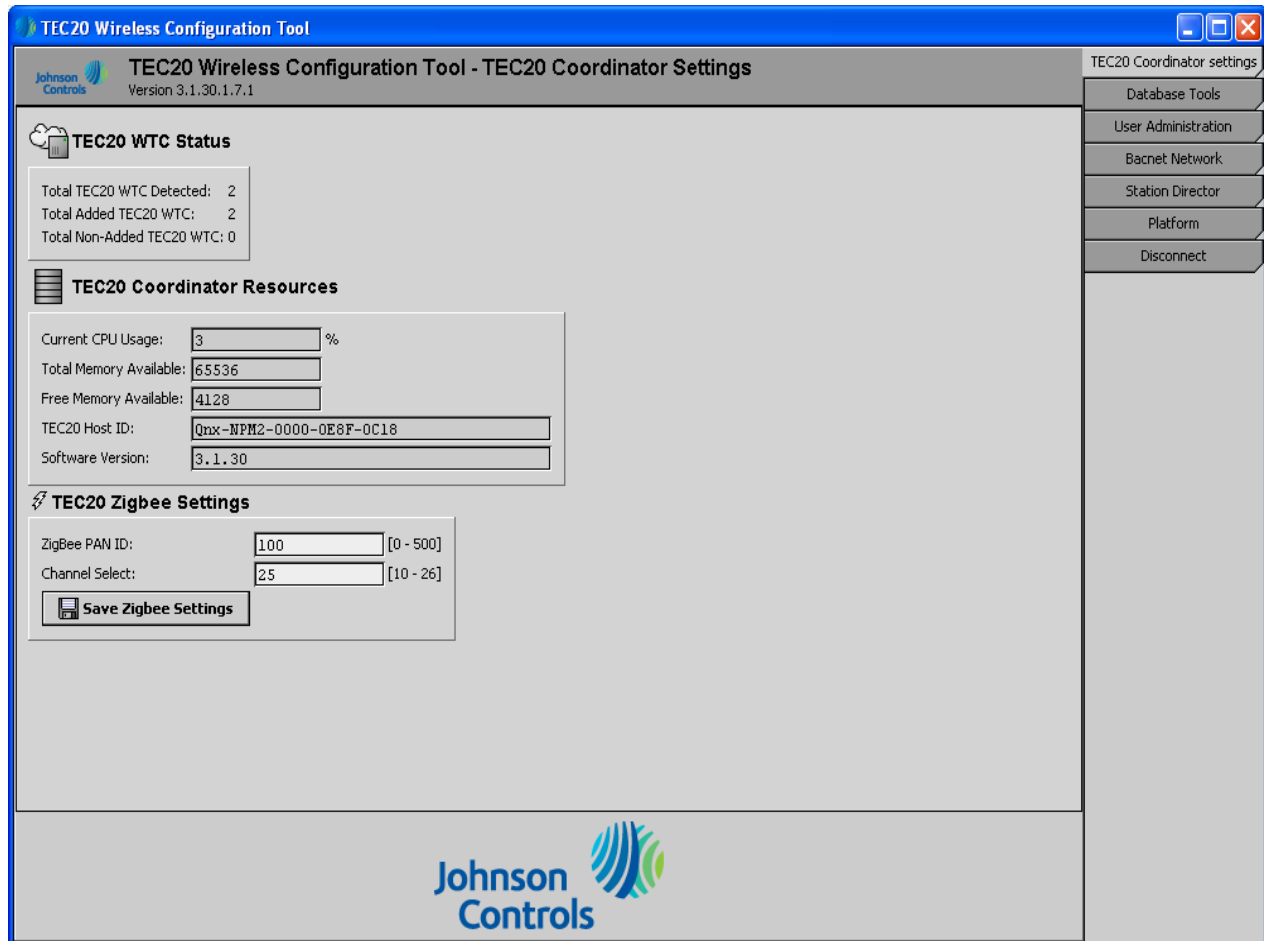 TEC20 Wireless Configuration Tool
Johnson Controls
TEC20 Wireless Configuration Tool - TEC20 Coordinator Settings
Version 3.1.30.1.7.1
TEC20 Coordinator settings
Database Tools
User Administration
Bacnet Network
Station Director
Platform
Disconnect
TEC20 WTC Status
Total TEC20 WTC Detected: 2
Total Added TEC20 WTC: 2
Total Non-Added TEC20 WTC: 0
TEC20 Coordinator Resources
Current CPU Usage: 3 %
Total Memory Available: 65536
Free Memory Available: 4128
TEC20 Host ID: Qnx-NPM2-0000-0E8F-0C18
Software Version: 3.1.30
TEC20 Zigbee Settings
ZigBee PAN ID: 100 [0 - 500]
Channel Select: 25 [10 - 26]
Save Zigbee Settings
Johnson
Controls